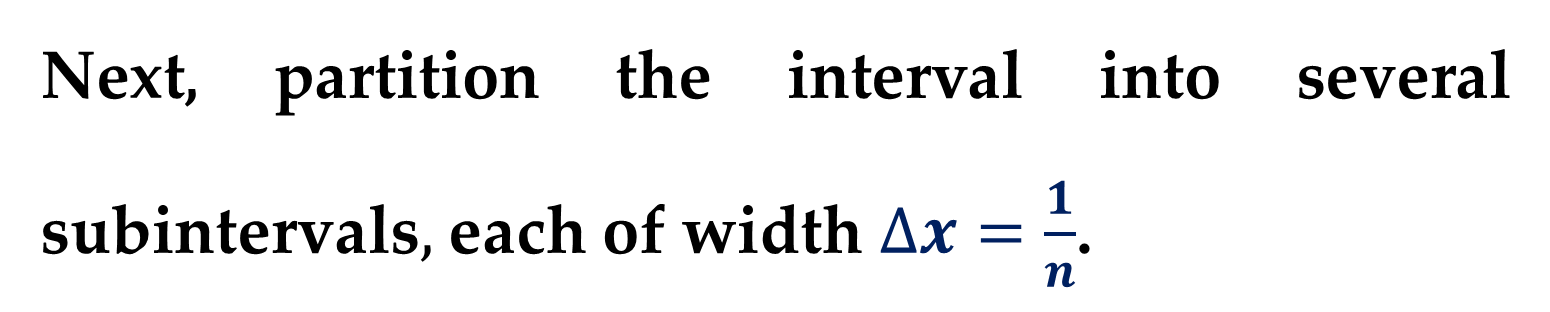 Next, partition the interval into several
subintervals, each of width Δx = 1/n.